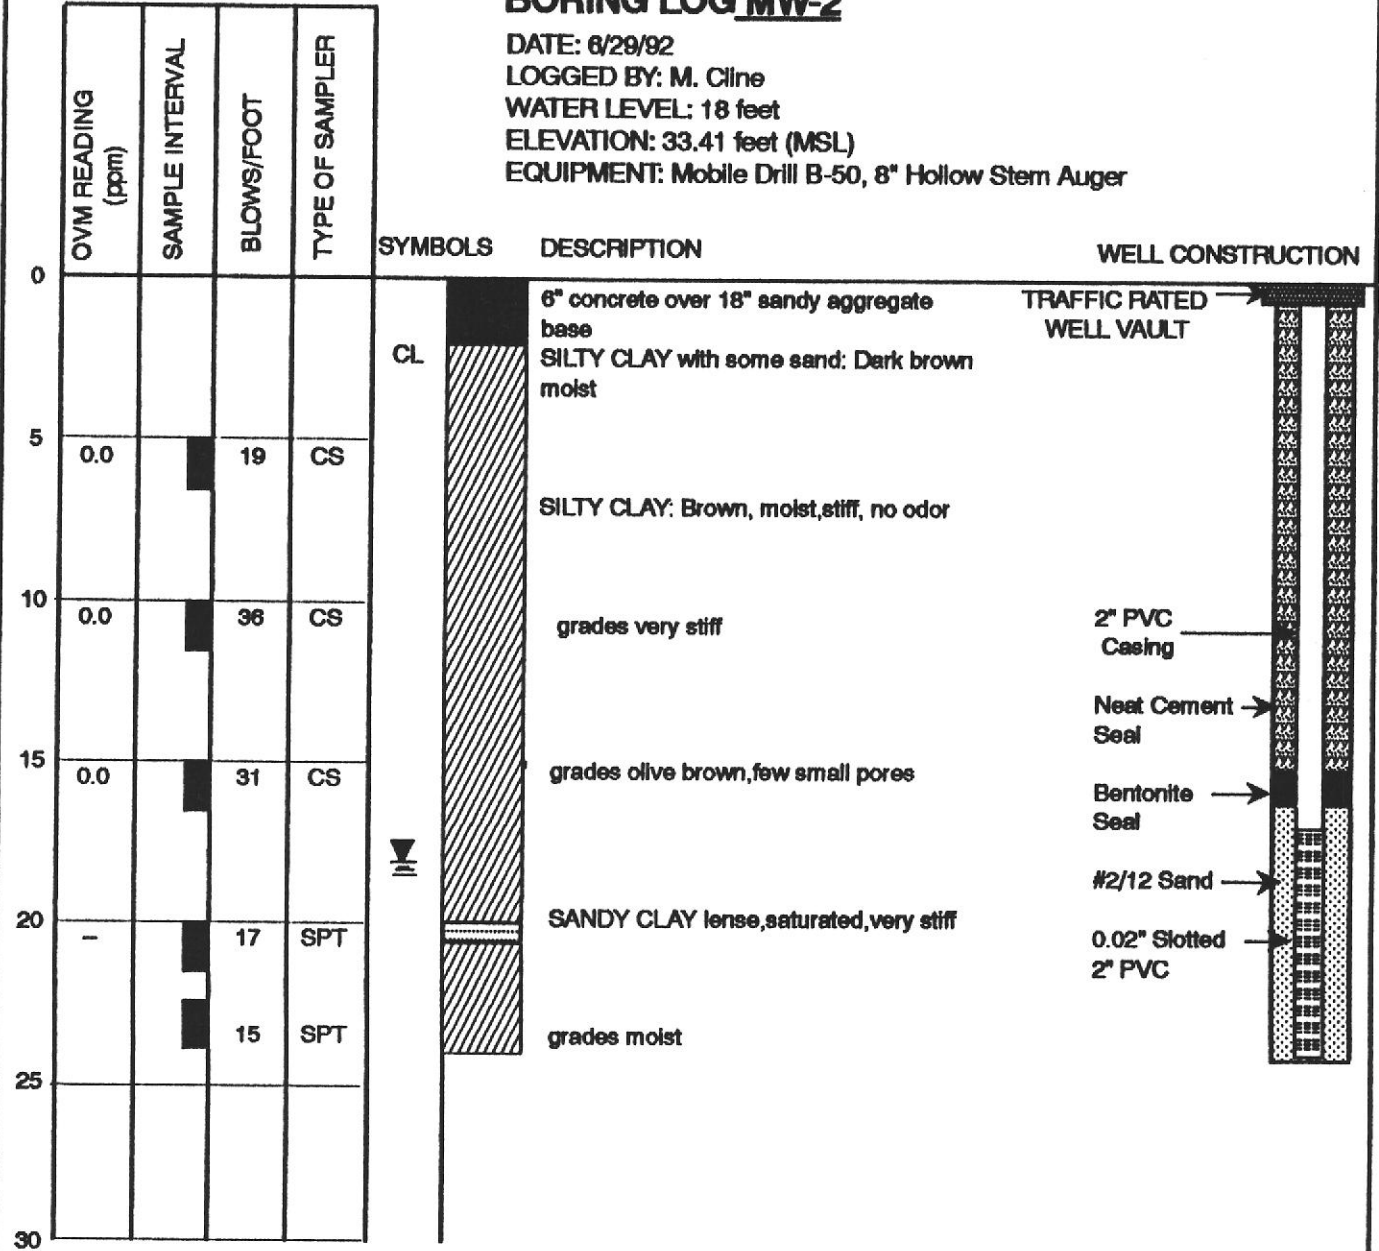 BORING LOG MW-2
DATE: 6/29/92
LOGGED BY: M. Cline
WATER LEVEL: 18 feet
ELEVATION: 33.41 feet (MSL)
EQUIPMENT: Mobile Drill B-50, 8" Hollow Stem Auger
OVM READING
(ppm)
SAMPLE INTERVAL
BLOWS/FOOT
TYPE OF SAMPLER
SYMBOLS
DESCRIPTION
WELL CONSTRUCTION
0
6" concrete over 18" sandy aggregate
base
TRAFFIC RATED
WELL VAULT
CL
SILTY CLAY with some sand: Dark brown
moist
5
0.0
19
CS
SILTY CLAY: Brown, moist,stiff, no odor
10
0.0
36
CS
grades very stiff
2" PVC
Casing
Neat Cement
Seal
15
0.0
31
CS
grades olive brown,few small pores
Bentonite
Seal
#2/12 Sand
20
–
17
SPT
SANDY CLAY lense,saturated,very stiff
0.02" Slotted
2" PVC
15
SPT
grades moist
25
30